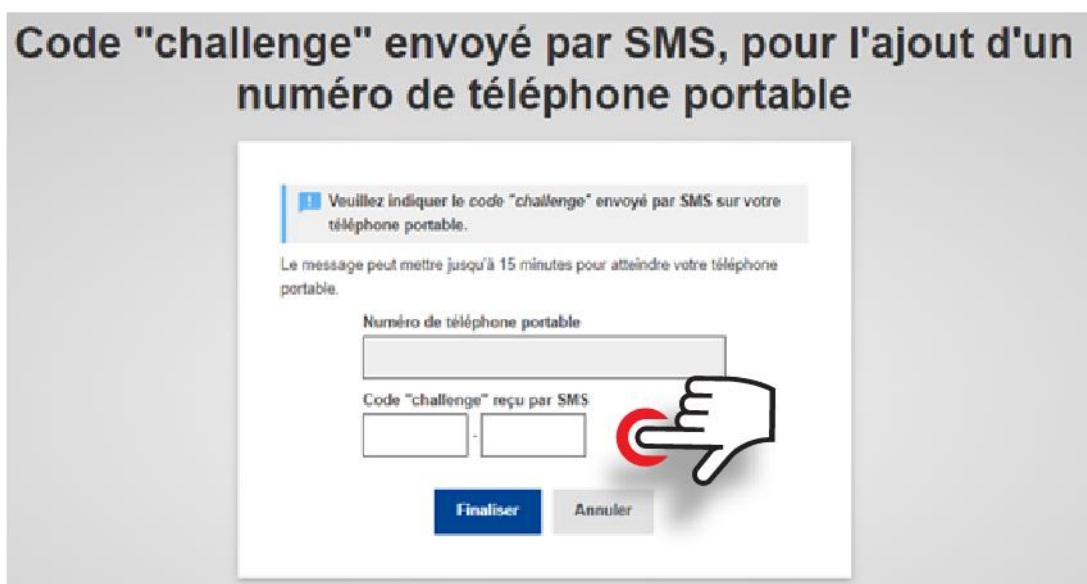 Code "challenge" envoyé par SMS, pour l'ajout d'un
numéro de téléphone portable
Veuillez indiquer le code "challenge" envoyé par SMS sur votre
téléphone portable.
Le message peut mettre jusqu'à 15 minutes pour atteindre votre téléphone
portable.
Numéro de téléphone portable
Code "challenge" reçu par SMS
-
Finaliser Annuler